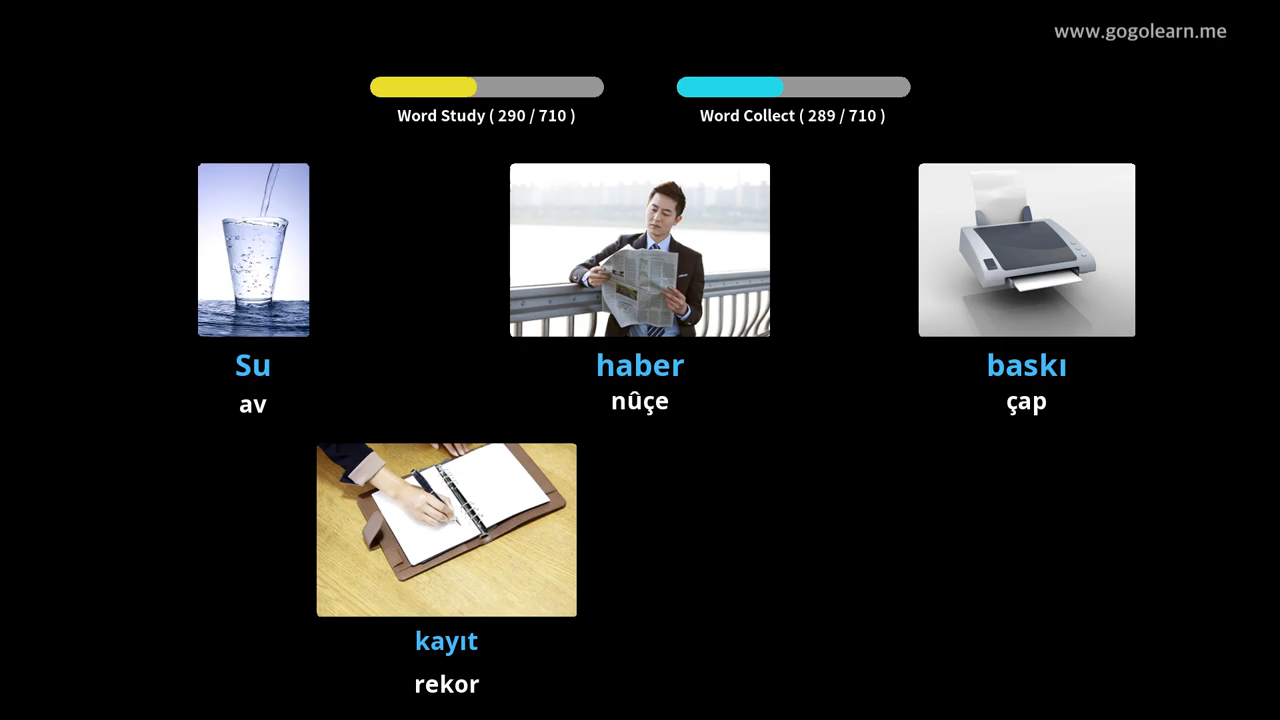 www.gogolearn.me
Word Study ( 290 / 710 )
Word Collect ( 289 / 710 )
Su
av
haber
nûçe
baskı
çap
kayıt
rekor